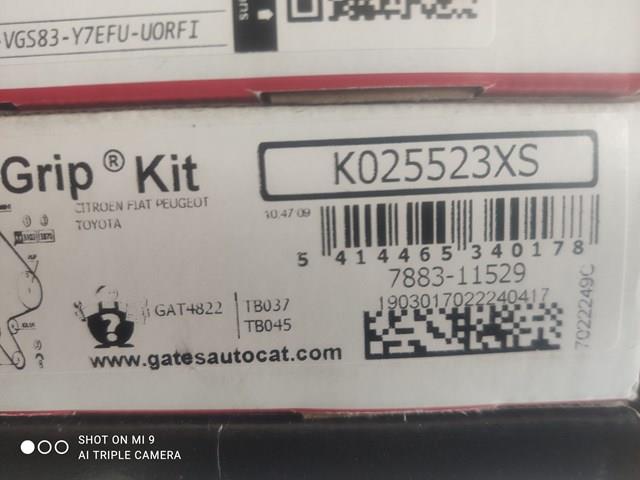 -VGS83-Y7EFU-UORFI
Grip® Kit
K025523XS
CITROEN FIAT PEUGEOT
TOYOTA
10.47 09
5 414465 340178
7883-11529
1903017022240417
7022249C
GAT4822
TB037
TB045
www.gatesautocat.com
SHOT ON MI 9
AI TRIPLE CAMERA